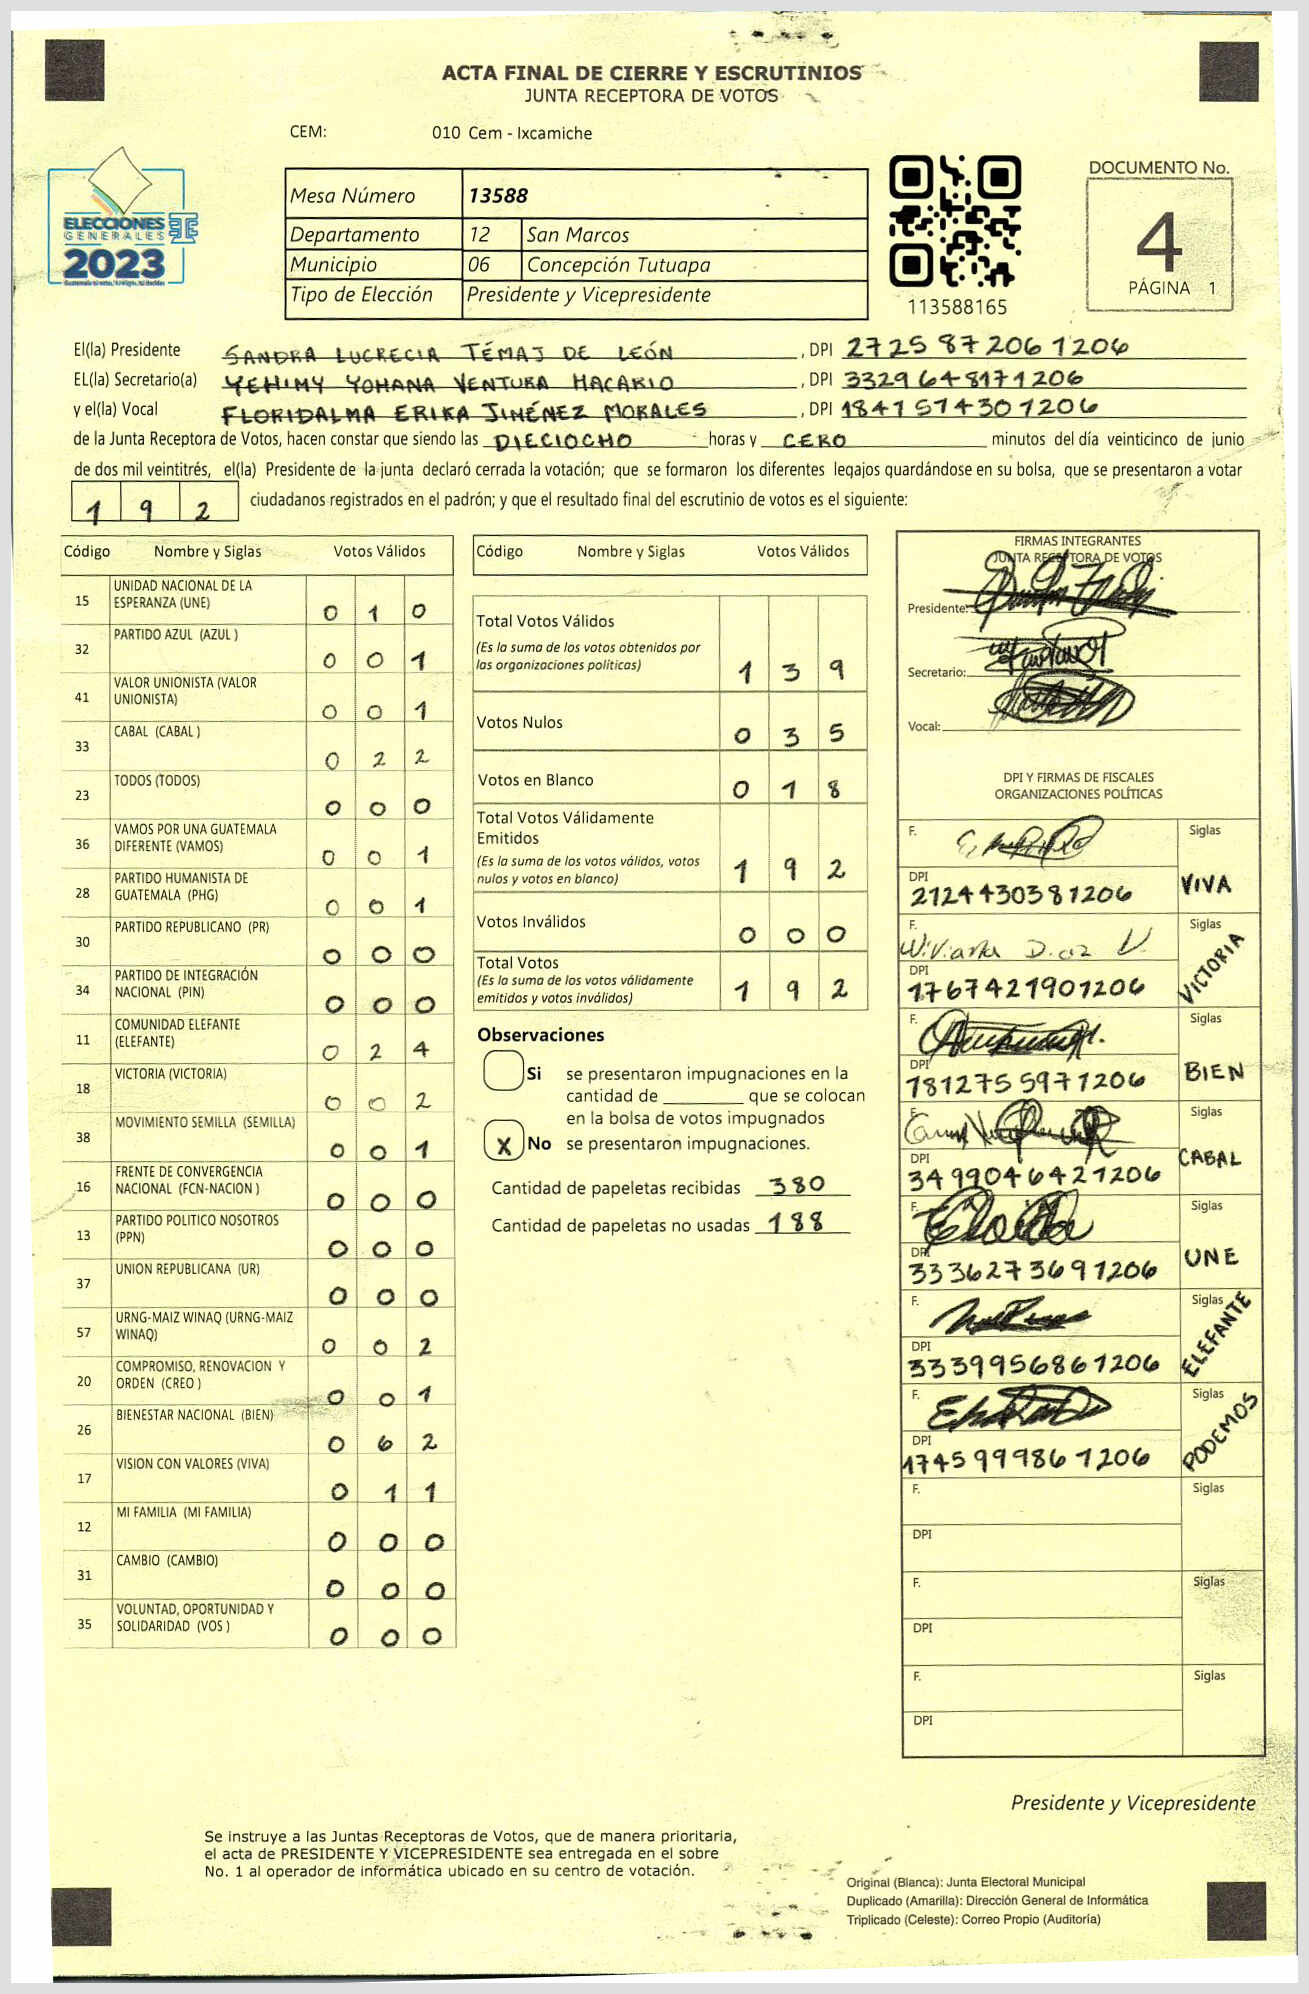 ACTA FINAL DE CIERRE Y ESCRUTINIOS
JUNTA RECEPTORA DE VOTOS
CEM: 010 Cem - Ixcamiche
ELECCIONES
GENERALES
2023
Mesa Número 13588
Departamento 12 San Marcos
Municipio 06 Concepción Tutuapa
Tipo de Elección Presidente y Vicepresidente
113588165
DOCUMENTO No.
4
PÁGINA 1
El(la) Presidente SANDRA LUCRECIA TÉMAJ DE LEÓN , DPI 2725 87206 1206
EL(la) Secretario(a) YEHIMY YOHANA VENTURA MACARIO , DPI 3329648171206
y el(la) Vocal FLORIDALMA ERIKA JIMÉNEZ MORALES , DPI 1841574301206
de la Junta Receptora de Votos, hacen constar que siendo las DIECIOCHO horas y CERO minutos del día veinticinco de junio
de dos mil veintitrés, el(la) Presidente de la junta declaró cerrada la votación; que se formaron los diferentes legajos quardándose en su bolsa, que se presentaron a votar
1 9 2 ciudadanos registrados en el padrón; y que el resultado final del escrutinio de votos es el siguiente:
Código Nombre y Siglas Votos Válidos
15 UNIDAD NACIONAL DE LA ESPERANZA (UNE) 0 1 0
32 PARTIDO AZUL (AZUL ) 0 0 1
41 VALOR UNIONISTA (VALOR UNIONISTA) 0 0 1
33 CABAL (CABAL ) 0 2 2
23 TODOS (TODOS) 0 0 0
36 VAMOS POR UNA GUATEMALA DIFERENTE (VAMOS) 0 0 1
28 PARTIDO HUMANISTA DE GUATEMALA (PHG) 0 0 1
30 PARTIDO REPUBLICANO (PR) 0 0 0
34 PARTIDO DE INTEGRACIÓN NACIONAL (PIN) 0 0 0
11 COMUNIDAD ELEFANTE (ELEFANTE) 0 2 4
18 VICTORIA (VICTORIA) 0 0 2
38 MOVIMIENTO SEMILLA (SEMILLA) 0 0 1
16 FRENTE DE CONVERGENCIA NACIONAL (FCN-NACION ) 0 0 0
13 PARTIDO POLITICO NOSOTROS (PPN) 0 0 0
37 UNION REPUBLICANA (UR) 0 0 0
57 URNG-MAIZ WINAQ (URNG-MAIZ WINAQ) 0 0 2
20 COMPROMISO, RENOVACION Y ORDEN (CREO ) 0 0 1
26 BIENESTAR NACIONAL (BIEN) 0 6 2
17 VISION CON VALORES (VIVA) 0 1 1
12 MI FAMILIA (MI FAMILIA) 0 0 0
31 CAMBIO (CAMBIO) 0 0 0
35 VOLUNTAD, OPORTUNIDAD Y SOLIDARIDAD (VOS ) 0 0 0
Código Nombre y Siglas Votos Válidos
Total Votos Válidos
(Es la suma de los votos obtenidos por
las organizaciones políticas) 1 3 9
Votos Nulos 0 3 5
Votos en Blanco 0 1 8
Total Votos Válidamente
Emitidos
(Es la suma de los votos válidos, votos
nulos y votos en blanco) 1 9 2
Votos Inválidos 0 0 0
Total Votos
(Es la suma de los votos válidamente
emitidos y votos inválidos) 1 9 2
Observaciones
Si se presentaron impugnaciones en la
cantidad de ________ que se colocan
en la bolsa de votos impugnados
X No se presentaron impugnaciones.
Cantidad de papeletas recibidas 380
Cantidad de papeletas no usadas 188
FIRMAS INTEGRANTES
JUNTA RECEPTORA DE VOTOS
Presidente:
Secretario:
Vocal:
DPI Y FIRMAS DE FISCALES
ORGANIZACIONES POLÍTICAS
F. Siglas
DPI
2124430381206 VIVA
F. Siglas
Viviana Diaz V.
DPI
1767421901206 VICTORIA
F. Siglas
DPI
1812755971206 BIEN
F. Siglas
DPI
3499046421206 CABAL
F. Siglas
DPI
3336273691206 UNE
F. Siglas
DPI
3339956861206 ELEFANTE
F. Siglas
DPI
1745999861206 PODEMOS
F. Siglas
DPI
F. Siglas
DPI
F. Siglas
DPI
Presidente y Vicepresidente
Se instruye a las Juntas Receptoras de Votos, que de manera prioritaria,
el acta de PRESIDENTE Y VICEPRESIDENTE sea entregada en el sobre
No. 1 al operador de informática ubicado en su centro de votación.
Original (Blanca): Junta Electoral Municipal
Duplicado (Amarilla): Dirección General de Informática
Triplicado (Celeste): Correo Propio (Auditoría)